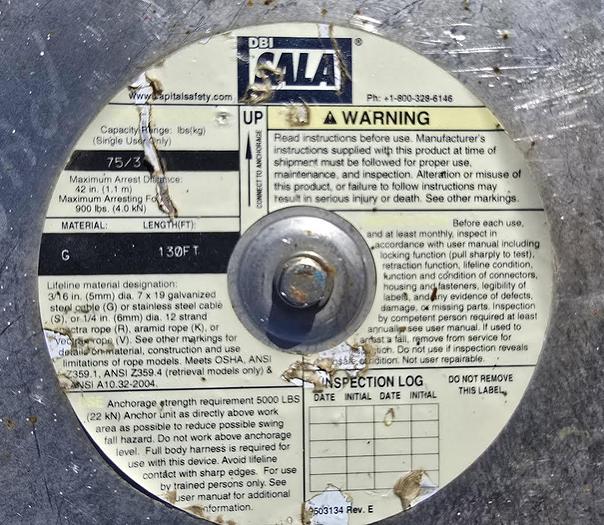 DBI
SALA®
www.capitalsafety.com
Ph: +1-800-328-6146
Capacity Range: lbs(kg)
(Single User Only)
75/3
Maximum Arrest Distance:
42 in. (1.1 m)
Maximum Arresting Force:
900 lbs. (4.0 kN)
UP
CONNECT TO ANCHORAGE
⚠ WARNING
Read instructions before use. Manufacturer's
instructions supplied with this product at time of
shipment must be followed for proper use,
maintenance, and inspection. Alteration or misuse of
this product, or failure to follow instructions may
result in serious injury or death. See other markings.
MATERIAL: LENGTH(FT):
G 130FT
Lifeline material designation:
3/16 in. (5mm) dia. 7 x 19 galvanized
steel cable (G) or stainless steel cable
(S), or 1/4 in. (6mm) dia. 12 strand
rope (R), aramid rope (K), or
rope (V). See other markings for
details on material, construction and use
limitations of rope models. Meets OSHA, ANSI
Z359.1, ANSI Z359.4 (retrieval models only) &
ANSI A10.32-2004.
Before each use,
and at least monthly, inspect in
accordance with user manual including
locking function (pull sharply to test),
retraction function, lifeline condition,
function and condition of connectors,
housing and fasteners, legibility of
labels, and any evidence of defects,
damage, or missing parts. Inspection
by competent person required at least
annually see user manual. If used to
arrest a fall, remove from service for
inspection. Do not use if inspection reveals
condition. Not user repairable.
Anchorage strength requirement 5000 LBS
(22 kN) Anchor unit as directly above work
area as possible to reduce possible swing
fall hazard. Do not work above anchorage
level. Full body harness is required for
use with this device. Avoid lifeline
contact with sharp edges. For use
by trained persons only. See
user manual for additional
information.
INSPECTION LOG
DATE INITIAL DATE INITIAL
DO NOT REMOVE
THIS LABEL
9503134 Rev. E